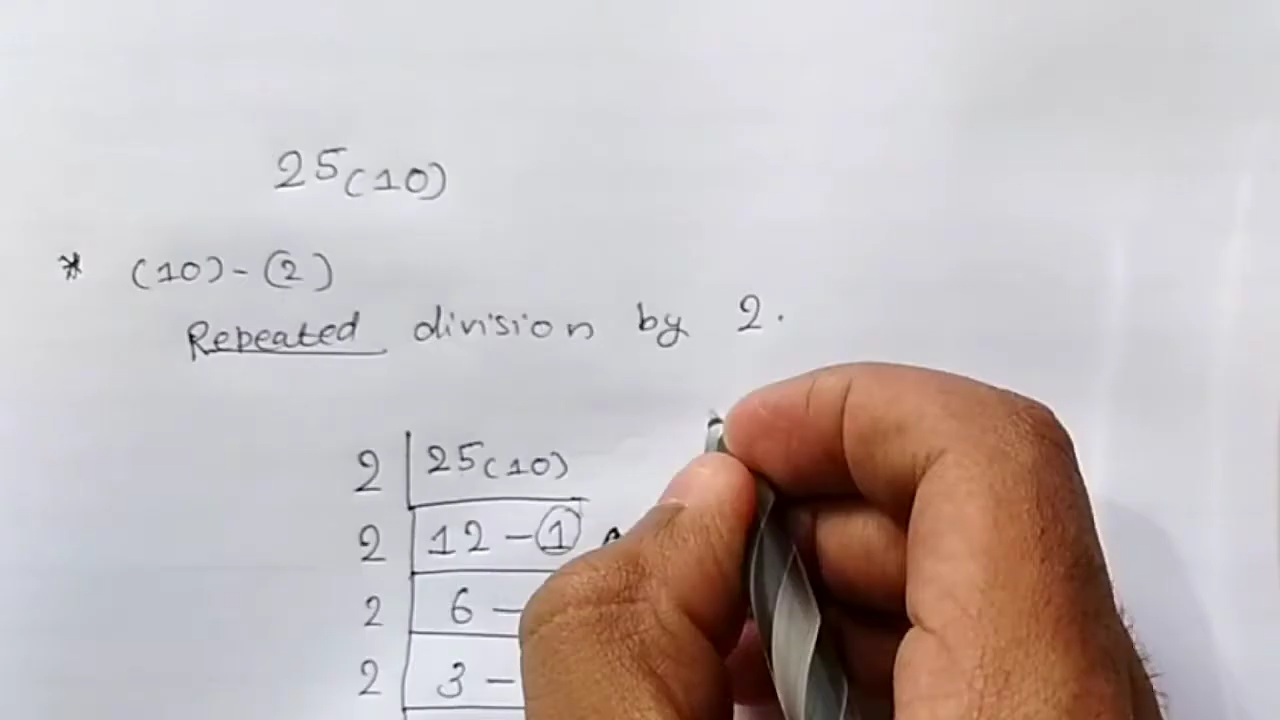 25(10)
* (10)-(2)
Repeated division by 2.
2 25(10)
2 12 - 1
2 6 -
2 3 -